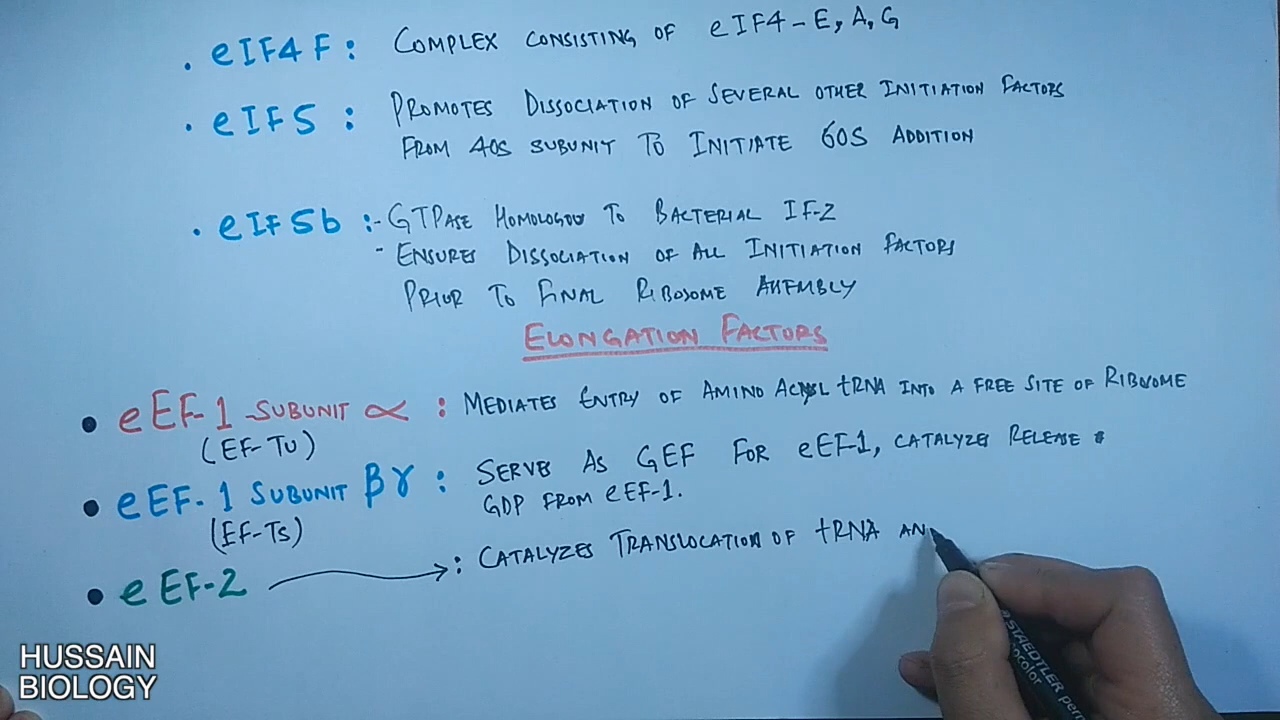 . eIF4F: COMPLEX CONSISTING OF eIF4-E, A, G
. eIF5 : PROMOTES DISSOCIATION OF SEVERAL OTHER INITIATION FACTORS
FROM 40S SUBUNIT TO INITIATE 60S ADDITION
. eIF5b :- GTPASE HOMOLOGOU TO BACTERIAL IF-2
- ENSURES DISSOCIATION OF ALL INITIATION FACTORS
PRIOR TO FINAL RIBOSOME ASSEMBLY
ELONGATION FACTORS
• eEF-1 -SUBUNIT ∝ : MEDIATES ENTRY OF AMINO ACYSL tRNA INTO A FREE SITE OF RIBOSOME
(EF-TU)
• eEF-1 SUBUNIT βγ : SERVES AS GEF FOR eEF-1, CATALYZES RELEASE
GDP FROM eEF-1.
(EF-Ts)
• eEF-2 → : CATALYZES TRANSLOCATION OF tRNA AN
STAEDTLER
HUSSAIN
BIOLOGY